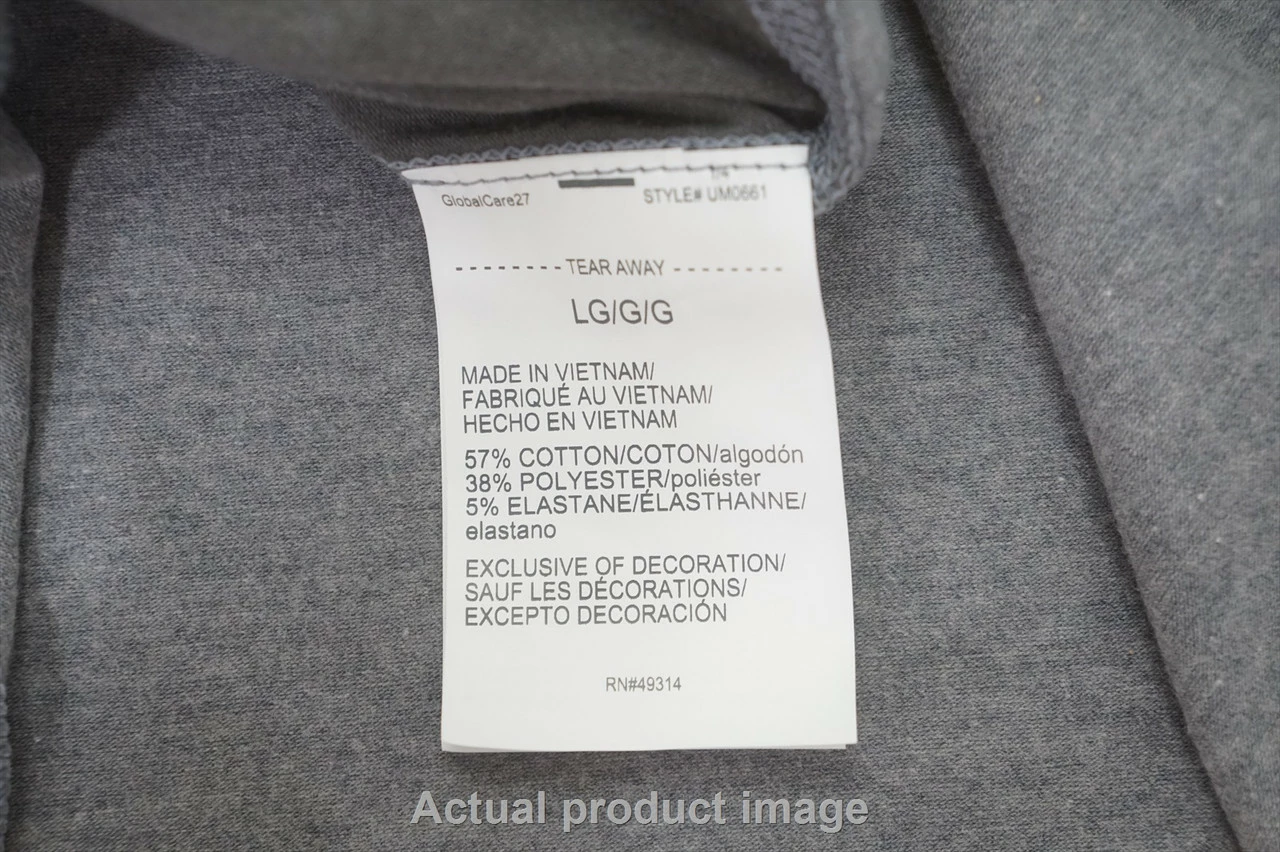 GlobalCare27
STYLE# UM0661
TEAR AWAY
LG/G/G
MADE IN VIETNAM/
FABRIQUÉ AU VIETNAM/
HECHO EN VIETNAM
57% COTTON/COTON/algodón
38% POLYESTER/poliéster
5% ELASTANE/ÉLASTHANNE/
elastano
EXCLUSIVE OF DECORATION/
SAUF LES DÉCORATIONS/
EXCEPTO DECORACIÓN
RN#49314
Actual product image